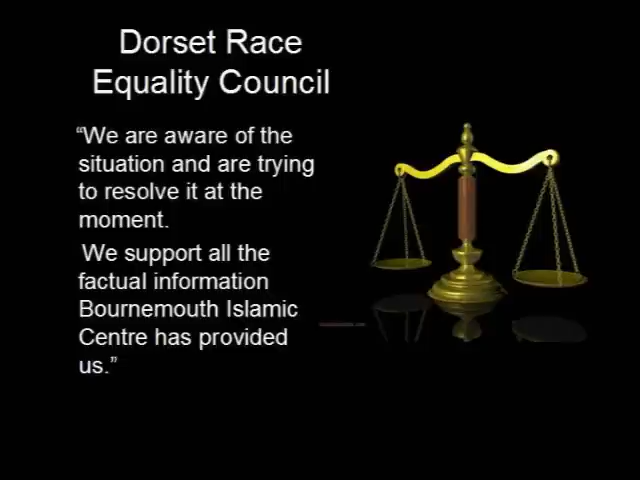 Dorset Race
Equality Council
“We are aware of the
situation and are trying
to resolve it at the
moment.
We support all the
factual information
Bournemouth Islamic
Centre has provided
us.”